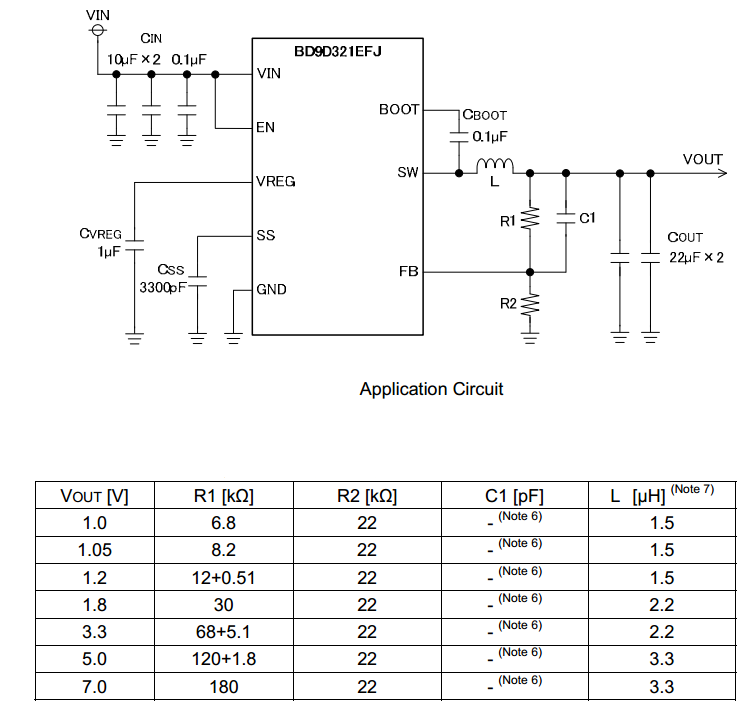 VIN
CIN
10μF×2 0.1μF
BD9D321EFJ
VIN
BOOT
CBOOT
0.1μF
EN
VOUT
SW
L
VREG
R1
C1
CVREG
1μF
SS
COUT
22μF×2
CSS
3300pF
FB
GND
R2
Application Circuit
VOUT [V] R1 [kΩ] R2 [kΩ] C1 [pF] L [μH] (Note 7)
1.0 6.8 22 - (Note 6) 1.5
1.05 8.2 22 - (Note 6) 1.5
1.2 12+0.51 22 - (Note 6) 1.5
1.8 30 22 - (Note 6) 2.2
3.3 68+5.1 22 - (Note 6) 2.2
5.0 120+1.8 22 - (Note 6) 3.3
7.0 180 22 - (Note 6) 3.3